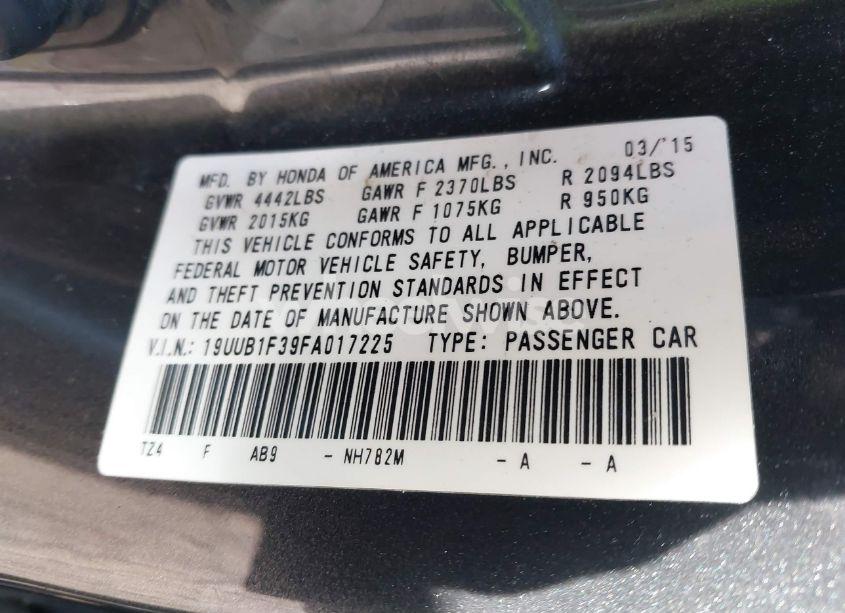 MFD. BY HONDA OF AMERICA MFG., INC. 03/'15
GVWR 4442LBS GAWR F 2370LBS R 2094LBS
GVWR 2015KG GAWR F 1075KG R 950KG
THIS VEHICLE CONFORMS TO ALL APPLICABLE
FEDERAL MOTOR VEHICLE SAFETY, BUMPER,
AND THEFT PREVENTION STANDARDS IN EFFECT
ON THE DATE OF MANUFACTURE SHOWN ABOVE.
V.I.N.: 19UUB1F39FA017225 TYPE: PASSENGER CAR
TZ4 F AB9 - NH782M - A - A